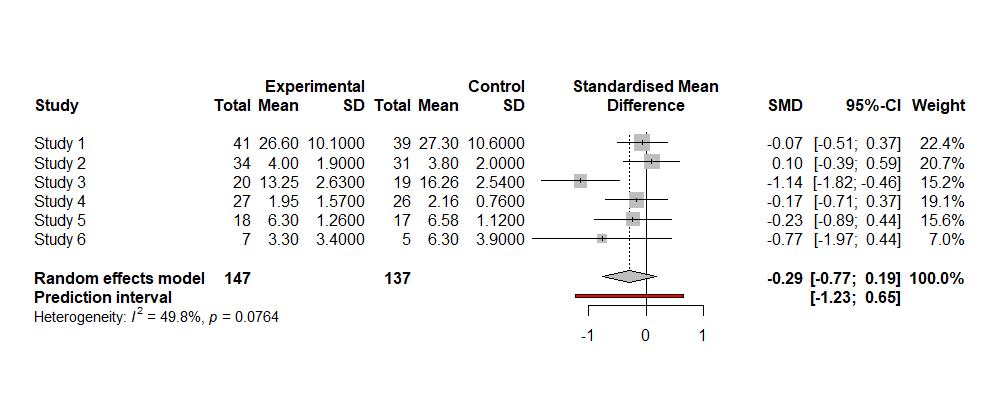 Experimental Control Standardised Mean
Study Total Mean SD Total Mean SD Difference SMD 95%-CI Weight
Study 1 41 26.60 10.1000 39 27.30 10.6000 -0.07 [-0.51; 0.37] 22.4%
Study 2 34 4.00 1.9000 31 3.80 2.0000 0.10 [-0.39; 0.59] 20.7%
Study 3 20 13.25 2.6300 19 16.26 2.5400 -1.14 [-1.82; -0.46] 15.2%
Study 4 27 1.95 1.5700 26 2.16 0.7600 -0.17 [-0.71; 0.37] 19.1%
Study 5 18 6.30 1.2600 17 6.58 1.1200 -0.23 [-0.89; 0.44] 15.6%
Study 6 7 3.30 3.4000 5 6.30 3.9000 -0.77 [-1.97; 0.44] 7.0%
Random effects model 147 137 -0.29 [-0.77; 0.19] 100.0%
Prediction interval [-1.23; 0.65]
Heterogeneity: I² = 49.8%, p = 0.0764
-1 0 1